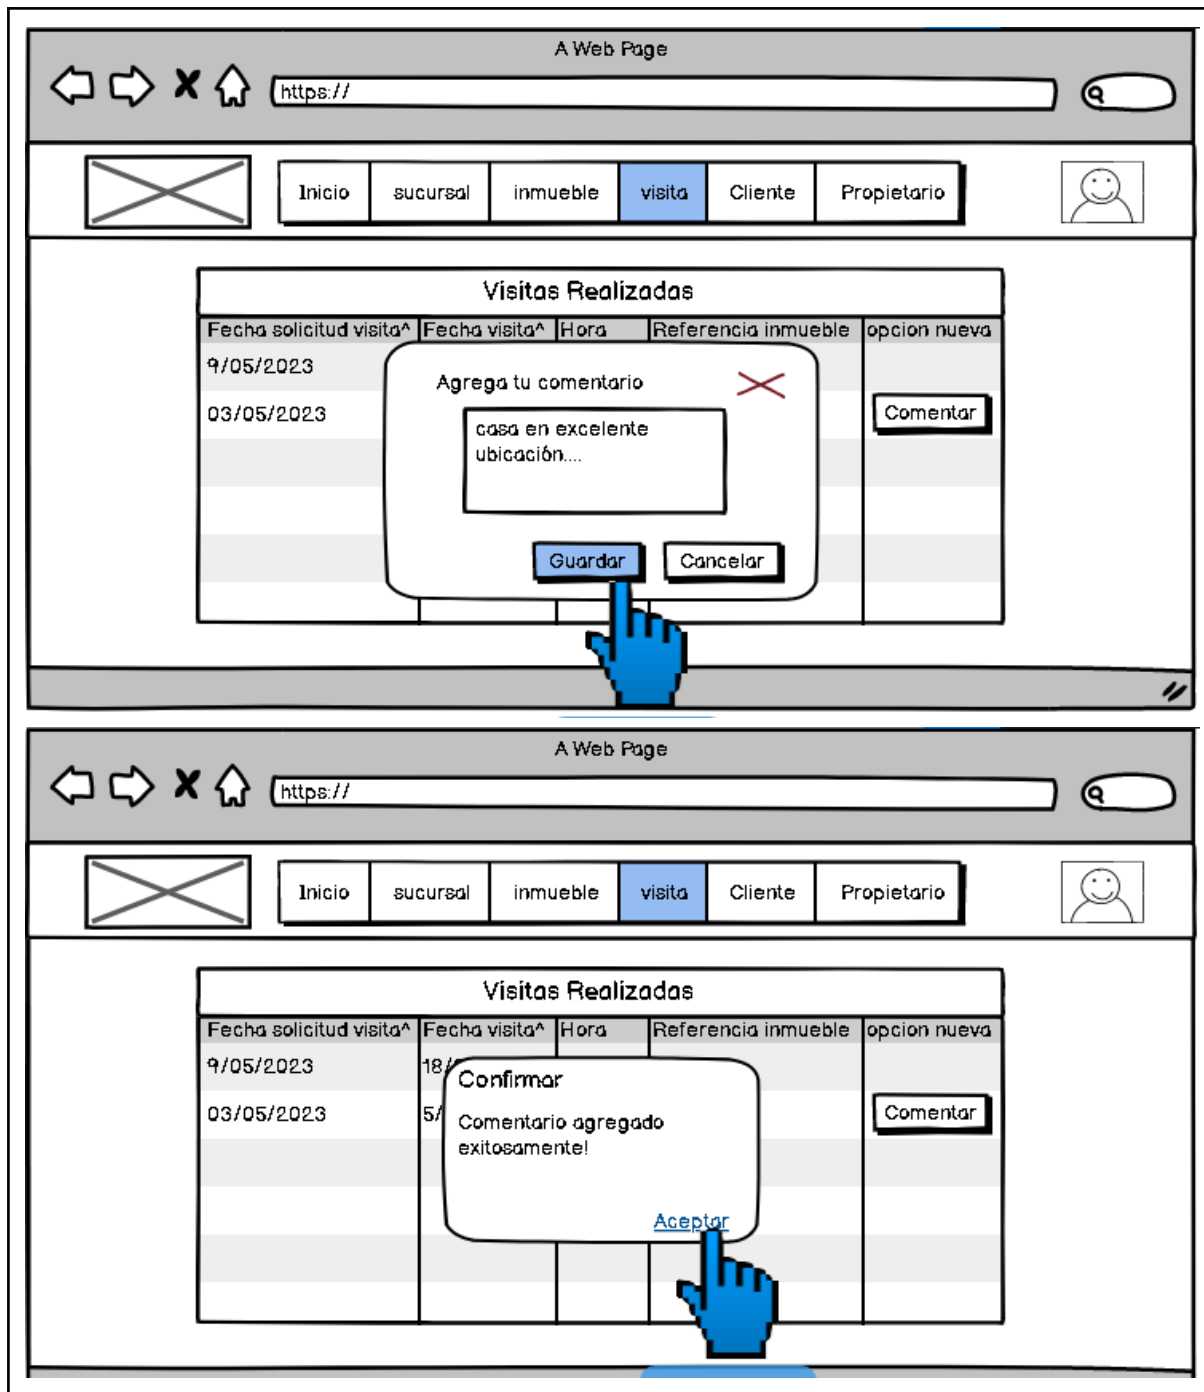 A Web Page
https://
Inicio sucursal inmueble visita Cliente Propietario
Visitas Realizadas
Fecha solicitud visita^ Fecha visita^ Hora Referencia inmueble opcion nueva
9/05/2023
Agrega tu comentario
03/05/2023 Comentar
casa en excelente
ubicación....
Guardar Cancelar
A Web Page
https://
Inicio sucursal inmueble visita Cliente Propietario
Visitas Realizadas
Fecha solicitud visita^ Fecha visita^ Hora Referencia inmueble opcion nueva
9/05/2023 18/
Confirmar
03/05/2023 5/ Comentar
Comentario agregado
exitosamente!
Aceptar